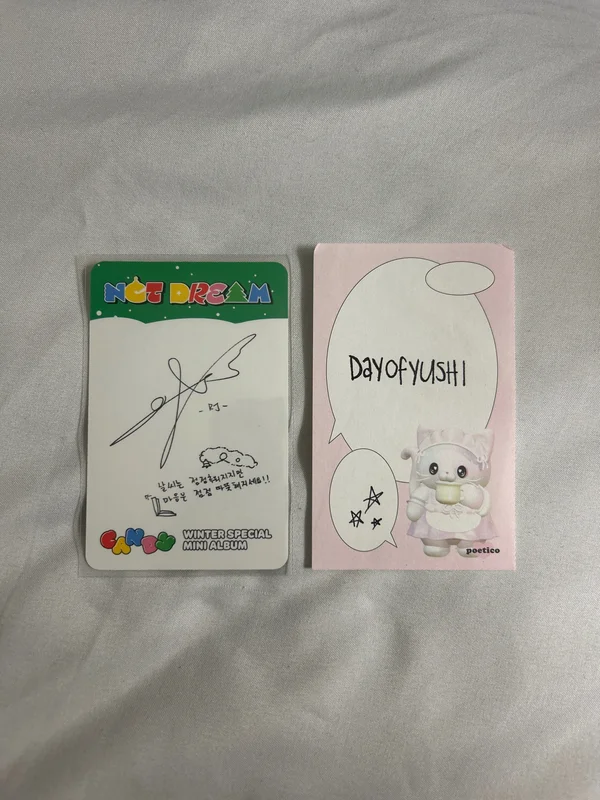 NCT DREAM
- RJ -
날씨는 점점 추워지지만
마음은 점점 따뜻해지세요!!
CANDY
WINTER SPECIAL
MINI ALBUM
DayofyUSHI
poetico